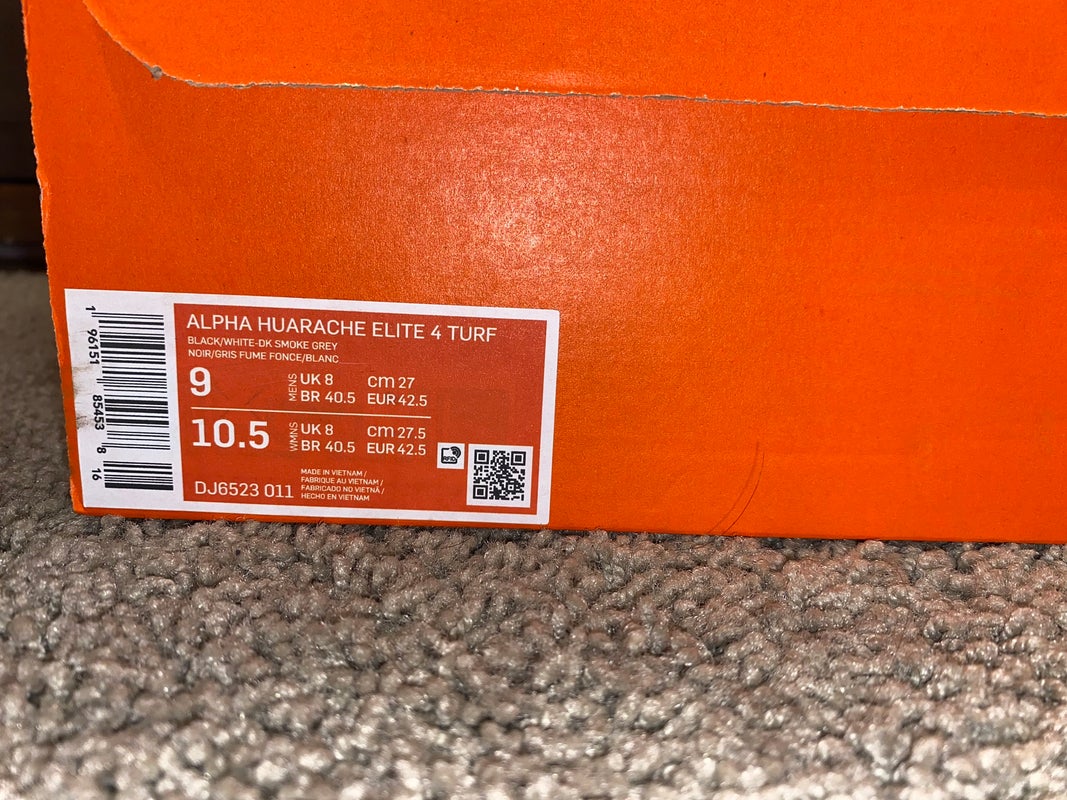 ALPHA HUARACHE ELITE 4 TURF
BLACK/WHITE-DK SMOKE GREY
NOIR/GRIS FUME FONCE/BLANC
9 MENS UK 8 cm 27
BR 40.5 EUR 42.5
10.5 WMNS UK 8 cm 27.5
BR 40.5 EUR 42.5
RFID
MADE IN VIETNAM /
FABRIQUE AU VIETNAM /
FABRICADO NO VIETNÃ /
HECHO EN VIETNAM
DJ6523 011
1 96151 85453 8 16